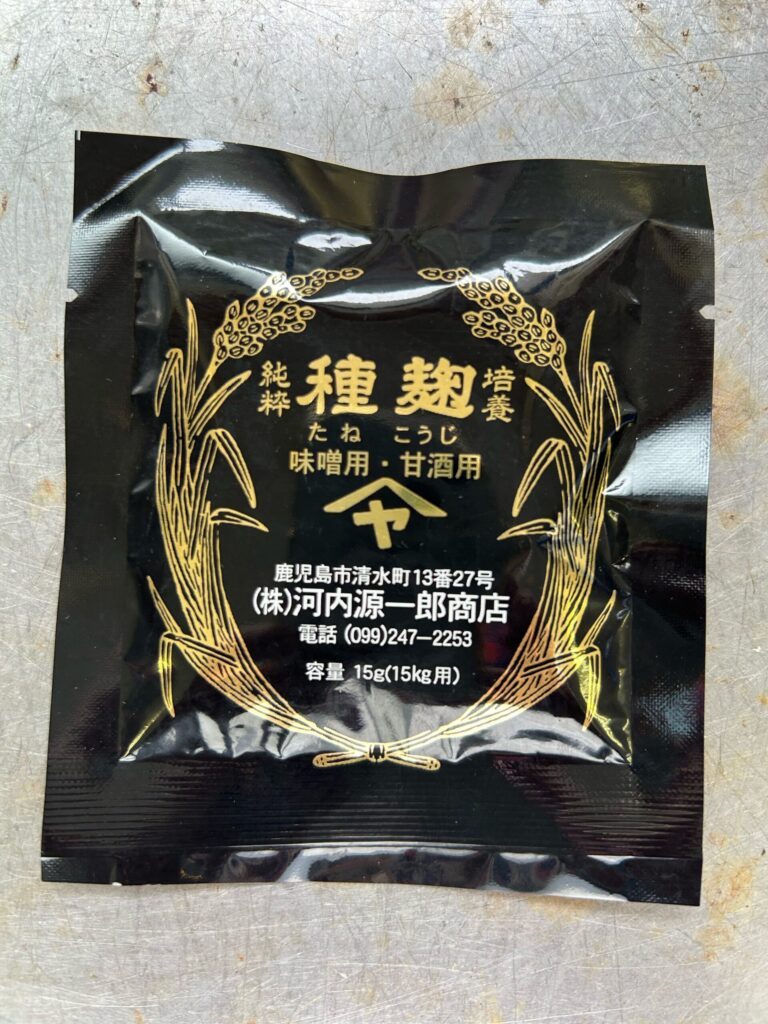 純粋 種麹 培養
たね こうじ
味噌用・甘酒用
ヤ
鹿児島市清水町13番27号
(株)河内源一郎商店
電話 (099)247-2253
容量 15g(15kg用)